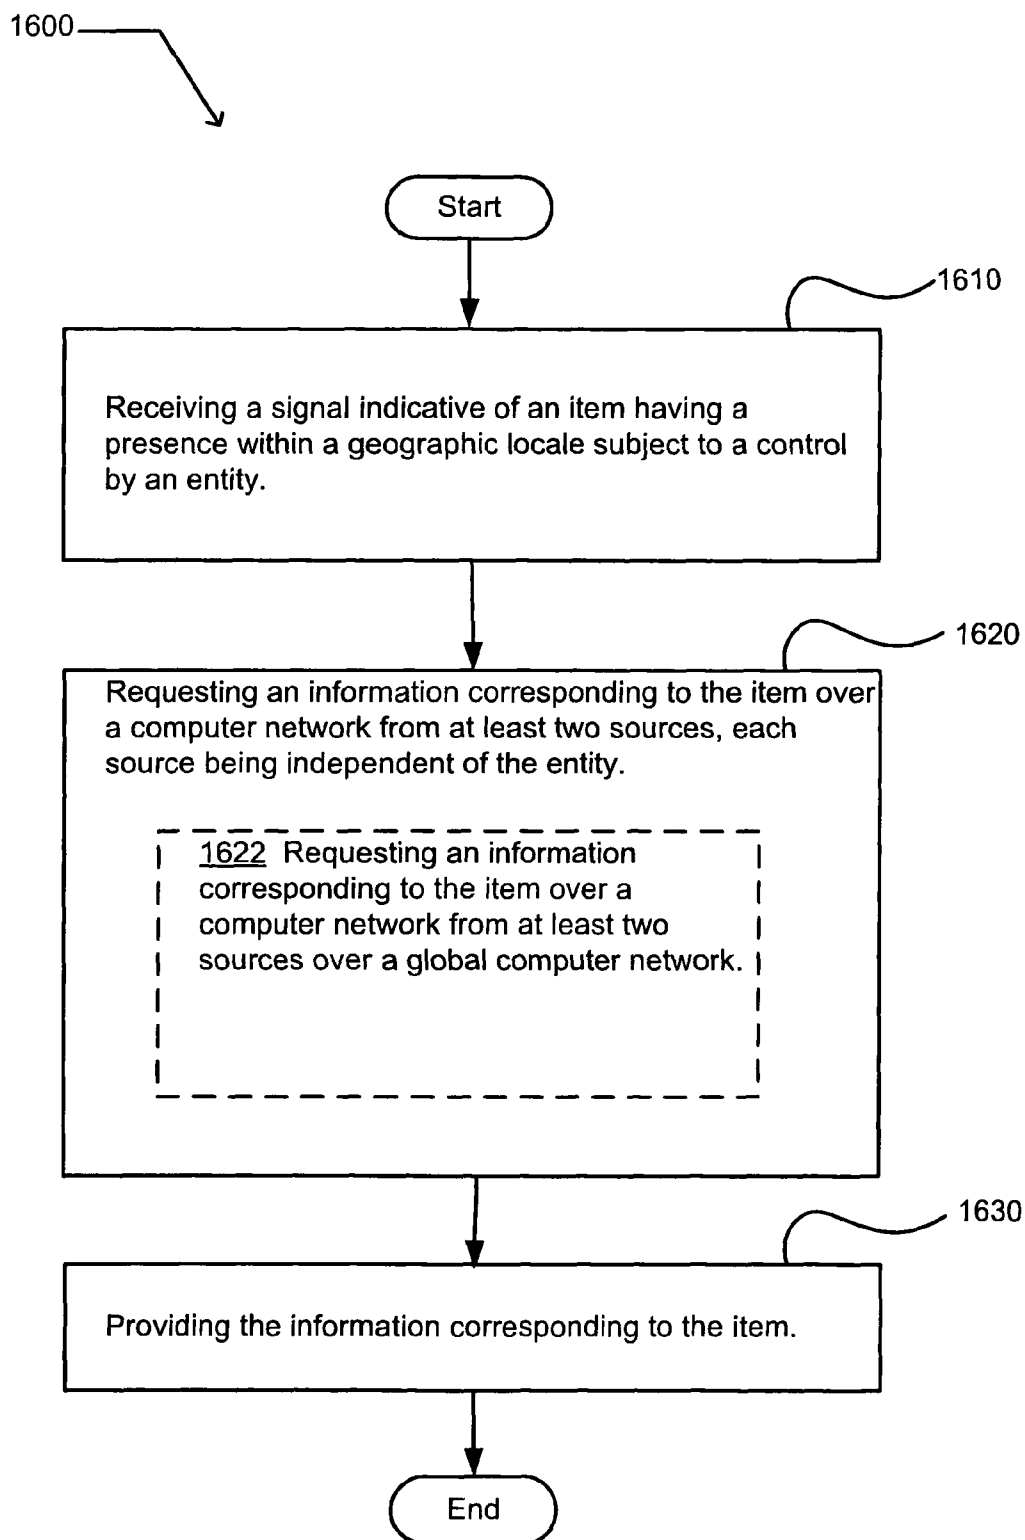 1600
Start
1610
Receiving a signal indicative of an item having a
presence within a geographic locale subject to a control
by an entity.
1620
Requesting an information corresponding to the item over
a computer network from at least two sources, each
source being independent of the entity.
1622 Requesting an information
corresponding to the item over a
computer network from at least two
sources over a global computer network.
1630
Providing the information corresponding to the item.
End